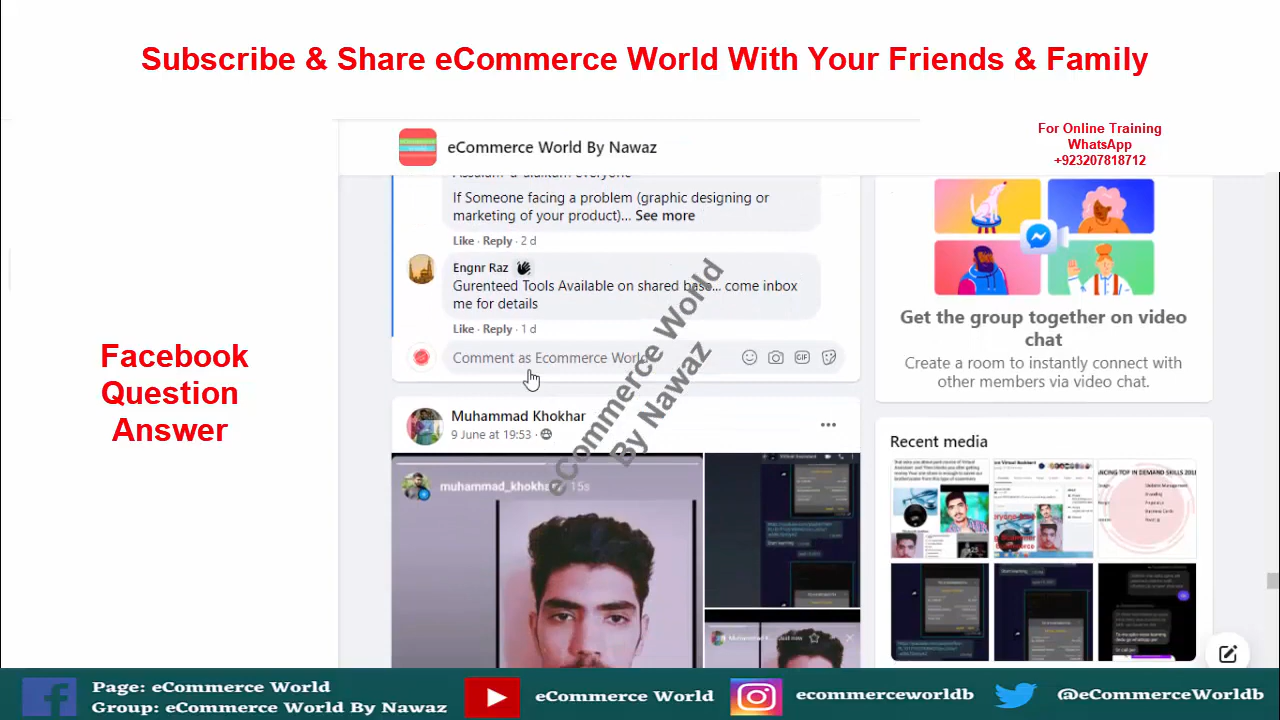 Subscribe & Share eCommerce World With Your Friends & Family
For Online Training
WhatsApp
+923207818712
eCommerce World By Nawaz
Assalam-u-alaikum everyone
If Someone facing a problem (graphic designing or
marketing of your product)... See more
Like · Reply · 2 d
Engnr Raz
Gurenteed Tools Available on shared base... come inbox
me for details
Like · Reply · 1 d
Comment as Ecommerce World
GIF
eCommerce World
By Nawaz
Facebook
Question
Answer
Muhammad Khokhar
9 June at 19:53 ·
15s
Get the group together on video
chat
Create a room to instantly connect with
other members via video chat.
Recent media
Page: eCommerce World
Group: eCommerce World By Nawaz
eCommerce World
ecommerceworldb
@eCommerceWorldb